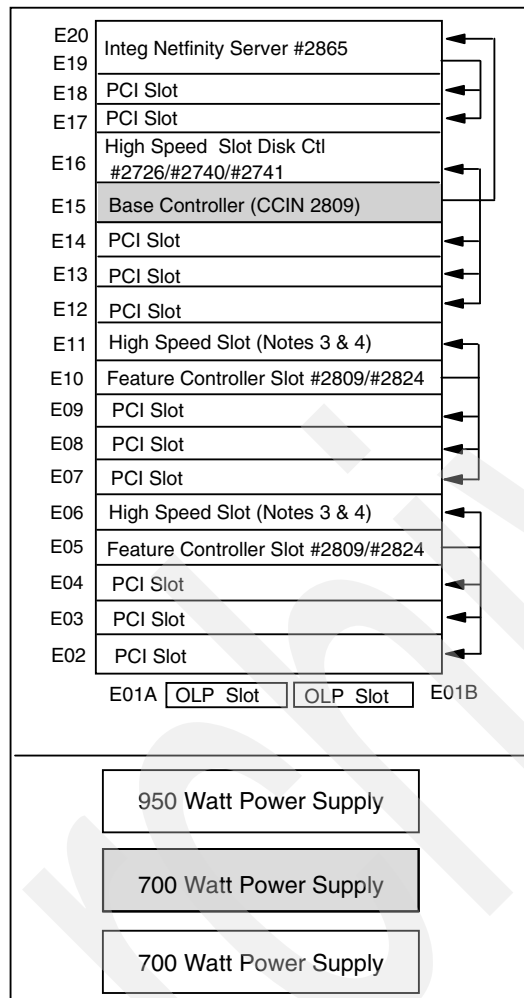 E20
Integ Netfinity Server #2865
E19
E18 PCI Slot
E17 PCI Slot
High Speed Slot Disk Ctl
E16 #2726/#2740/#2741
E15 Base Controller (CCIN 2809)
E14 PCI Slot
E13 PCI Slot
E12 PCI Slot
E11 High Speed Slot (Notes 3 & 4)
E10 Feature Controller Slot #2809/#2824
E09 PCI Slot
E08 PCI Slot
E07 PCI Slot
E06 High Speed Slot (Notes 3 & 4)
E05 Feature Controller Slot #2809/#2824
E04 PCI Slot
E03 PCI Slot
E02 PCI Slot
E01A OLP Slot OLP Slot E01B
950 Watt Power Supply
700 Watt Power Supply
700 Watt Power Supply